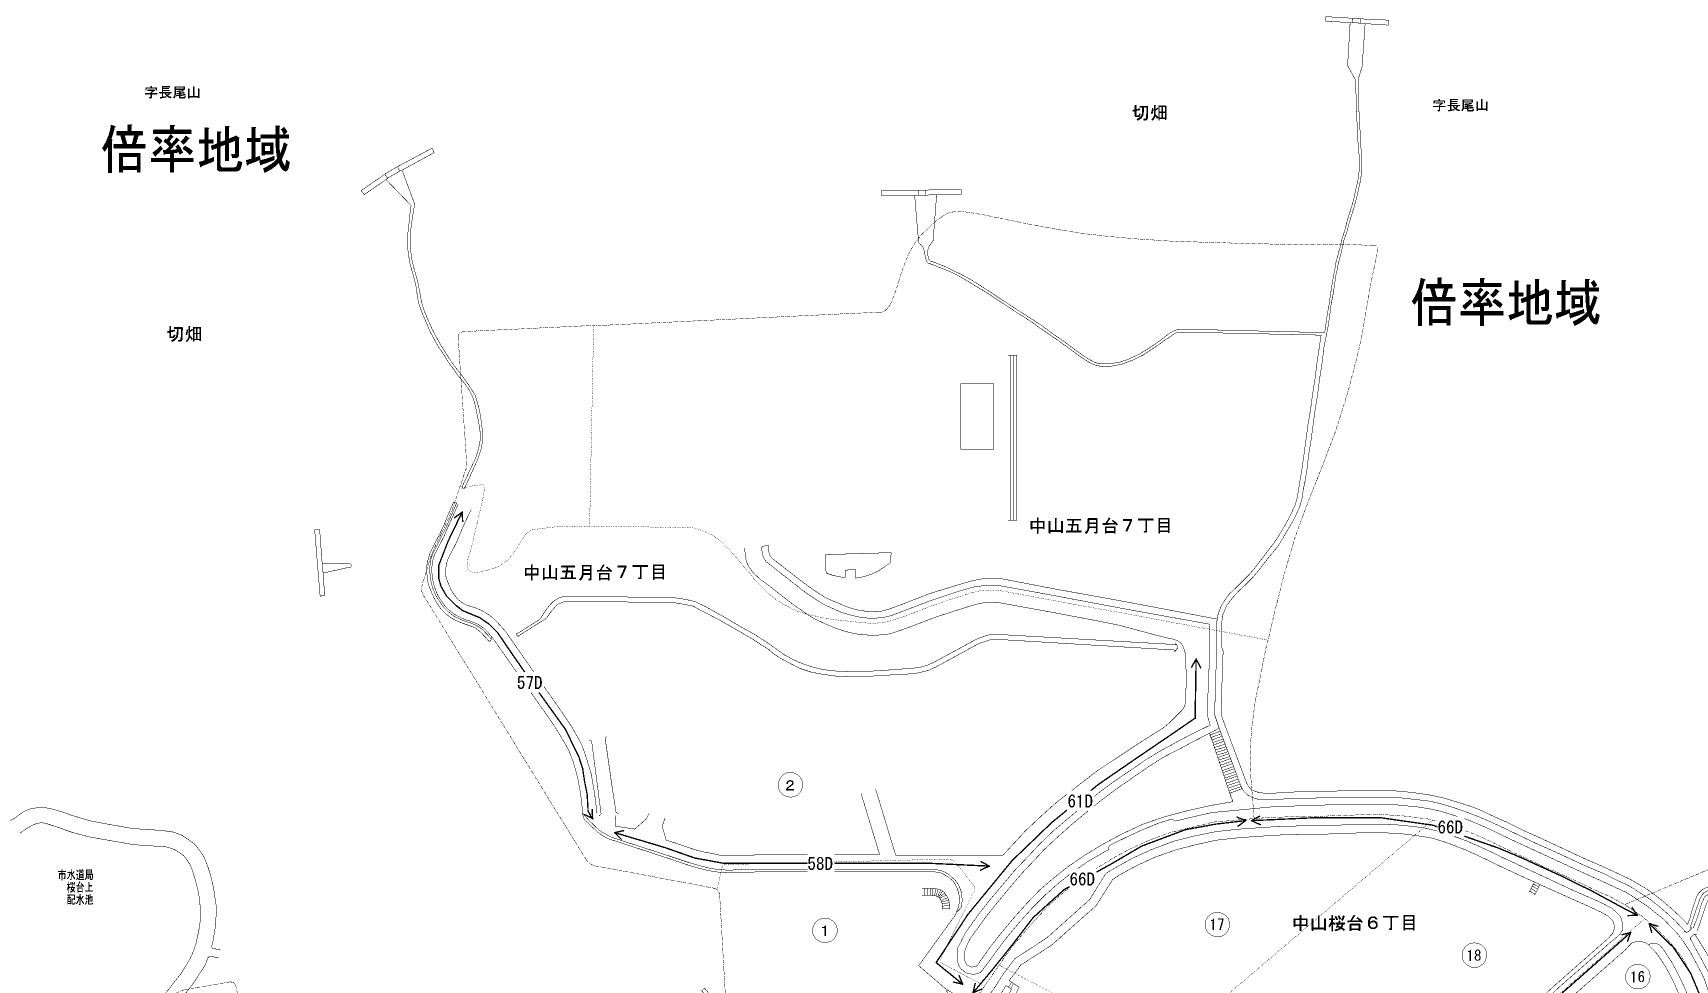 字長尾山
倍率地域
切畑
字長尾山
倍率地域
切畑
中山五月台７丁目
中山五月台７丁目
57D
②
61D
66D
58D
66D
市水道局
桜台上
配水池
①
⑰
中山桜台６丁目
⑱
⑯